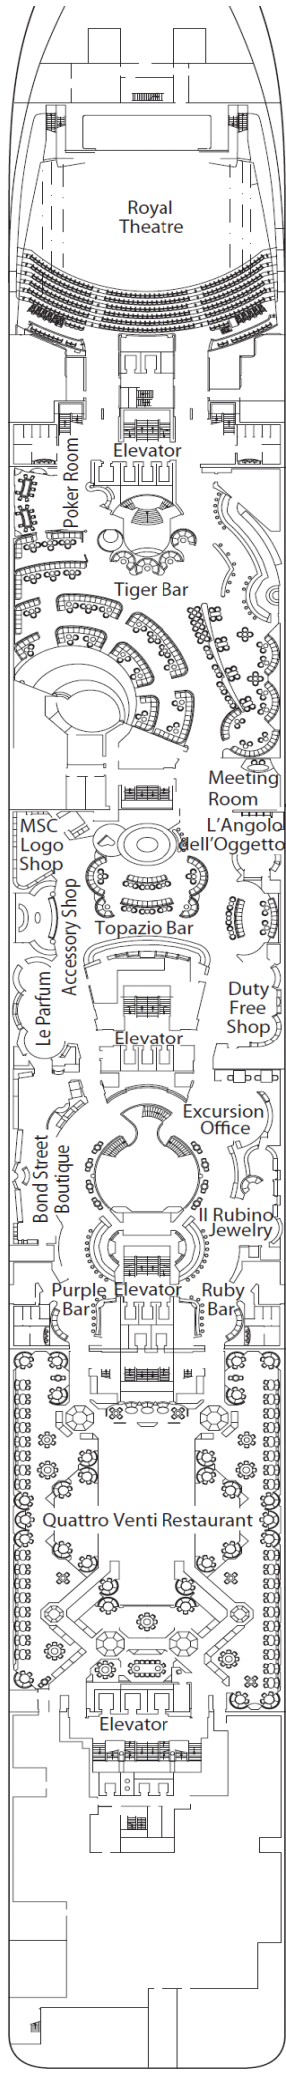 Royal
Theatre
Elevator
Poker Room
Tiger Bar
Meeting
Room
MSC
Logo
Shop
L'Angolo
dell'Oggetto
Accessory Shop
Topazio Bar
Le Parfum
Duty
Free
Shop
Elevator
Excursion
Office
Bond Street
Boutique
Il Rubino
Jewelry
Purple
Bar
Elevator
Ruby
Bar
Quattro Venti Restaurant
Elevator